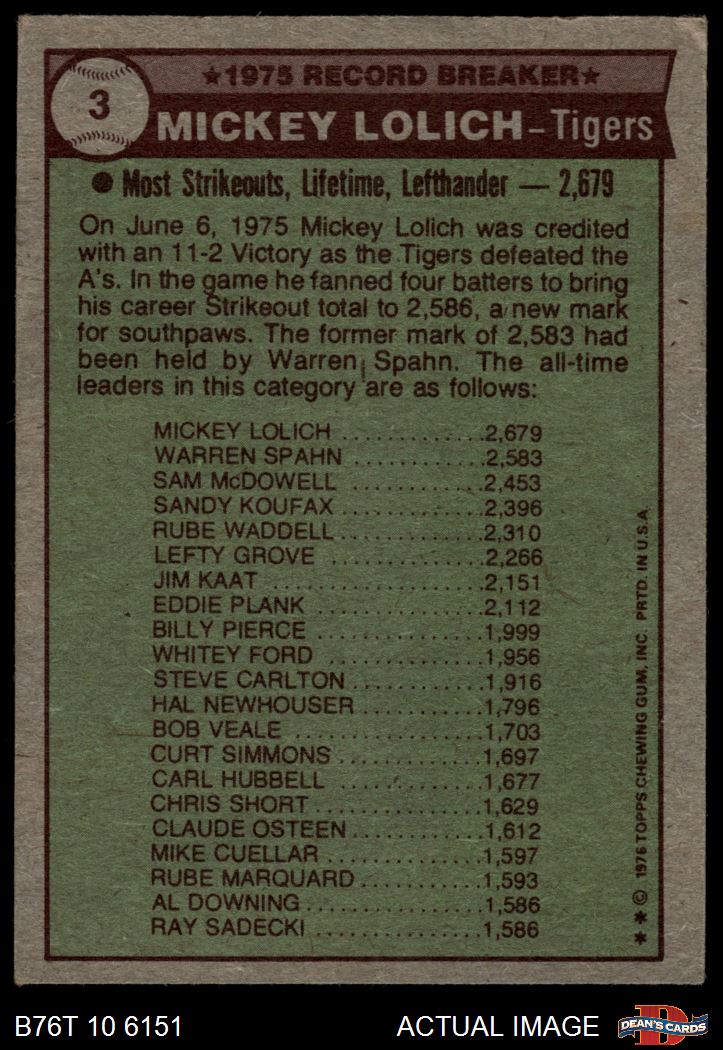 3
★1975 RECORD BREAKER★
MICKEY LOLICH–Tigers
● Most Strikeouts, Lifetime, Lefthander — 2,679
On June 6, 1975 Mickey Lolich was credited
with an 11-2 Victory as the Tigers defeated the
A's. In the game he fanned four batters to bring
his career Strikeout total to 2,586, a new mark
for southpaws. The former mark of 2,583 had
been held by Warren Spahn. The all-time
leaders in this category are as follows:
MICKEY LOLICH .............2,679
WARREN SPAHN ............2,583
SAM McDOWELL .............2,453
SANDY KOUFAX .............2,396
RUBE WADDELL .............2,310
LEFTY GROVE .............2,266
JIM KAAT ..................2,151
EDDIE PLANK ..............2,112
BILLY PIERCE ..............1,999
WHITEY FORD .............1,956
STEVE CARLTON ...........1,916
HAL NEWHOUSER ..........1,796
BOB VEALE ................1,703
CURT SIMMONS .............1,697
CARL HUBBELL .............1,677
CHRIS SHORT ..............1,629
CLAUDE OSTEEN ...........1,612
MIKE CUELLAR .............1,597
RUBE MARQUARD ..........1,593
AL DOWNING ..............1,586
RAY SADECKI ..............1,586
＊＊© 1976 TOPPS CHEWING GUM, INC. PRTD. IN U.S.A.
B76T 10 6151
ACTUAL IMAGE
D
DEAN'S CARDS